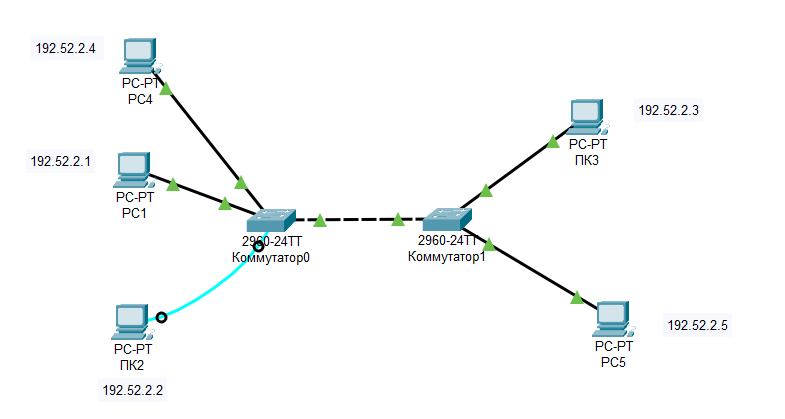 192.52.2.4
PC-PT
PC4
192.52.2.3
PC-PT
ПК3
192.52.2.1
PC-PT
PC1
2960-24TT
Коммутатор0
2960-24TT
Коммутатор1
PC-PT
ПК2
192.52.2.2
192.52.2.5
PC-PT
PC5